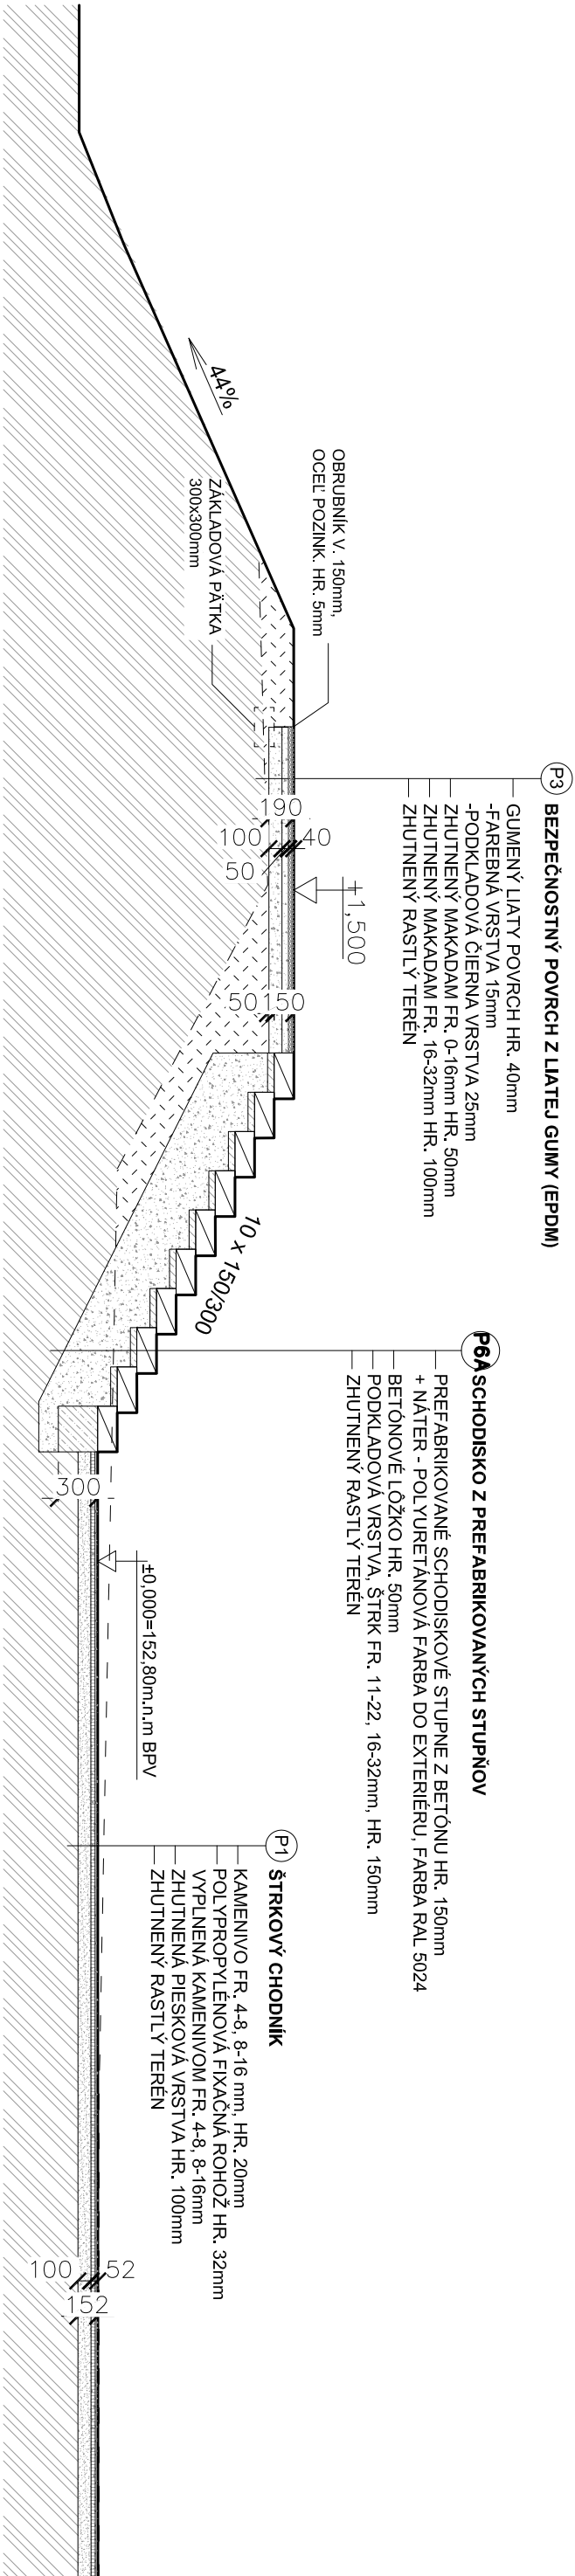 P3 BEZPEČNOSTNÝ POVRCH Z LIATEJ GUMY (EPDM)
GUMENÝ LIATY POVRCH HR. 40mm
-FAREBNÁ VRSTVA 15mm
-PODKLADOVÁ ČIERNA VRSTVA 25mm
ZHUTNENÝ MAKADAM FR. 0-16mm HR. 50mm
ZHUTNENÝ MAKADAM FR. 16-32mm HR. 100mm
ZHUTNENÝ RASTLÝ TERÉN
OBRUBNÍK V. 150mm,
OCEĽ POZINK. HR. 5mm
ZÁKLADOVÁ PÄTKA
300x300mm
44%
190
100
40
50
+1,500
50
150
10 x 150/300
P6A SCHODISKO Z PREFABRIKOVANÝCH STUPŇOV
PREFABRIKOVANÉ SCHODISKOVÉ STUPNE Z BETÓNU HR. 150mm
+ NÁTER - POLYURETÁNOVÁ FARBA DO EXTERIÉRU, FARBA RAL 5024
BETÓNOVÉ LÔŽKO HR. 50mm
PODKLADOVÁ VRSTVA, ŠTRK FR. 11-22, 16-32mm, HR. 150mm
ZHUTNENÝ RASTLÝ TERÉN
300
±0,000=152,80m.n.m BPV
P1 ŠTRKOVÝ CHODNÍK
KAMENIVO FR. 4-8, 8-16 mm, HR. 20mm
POLYPROPYLÉNOVÁ FIXAČNÁ ROHOŽ HR. 32mm
VYPLNENÁ KAMENIVOM FR. 4-8, 8-16mm
ZHUTNENÁ PIESKOVÁ VRSTVA HR. 100mm
ZHUTNENÝ RASTLÝ TERÉN
100
52
152